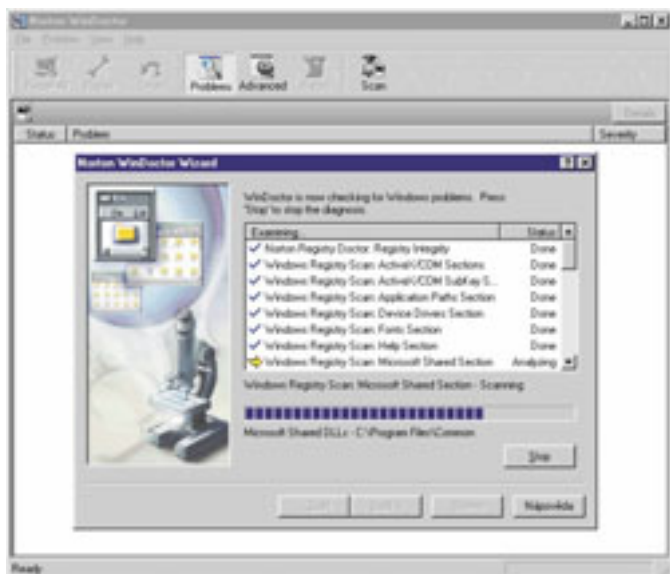 Norton WinDoctor
File Problem View Help
Problems Advanced Scan
Details
Status Problem Severity
Norton WinDoctor Wizard
WinDoctor is now checking for Windows problems. Press
'Stop' to stop the diagnosis.
Examining... Status
Norton Registry Doctor: Registry Integrity Done
Windows Registry Scan: ActiveX/COM Sections Done
Windows Registry Scan: ActiveX/COM SubKey S... Done
Windows Registry Scan: Application Paths Section Done
Windows Registry Scan: Device Drivers Section Done
Windows Registry Scan: Fonts Section Done
Windows Registry Scan: Help Section Done
Windows Registry Scan: Microsoft Shared Section Analyzing
Windows Registry Scan: Microsoft Shared Section - Scanning
Microsoft Shared DLLs - C:\Program Files\Common
Stop
Nápověda
Ready